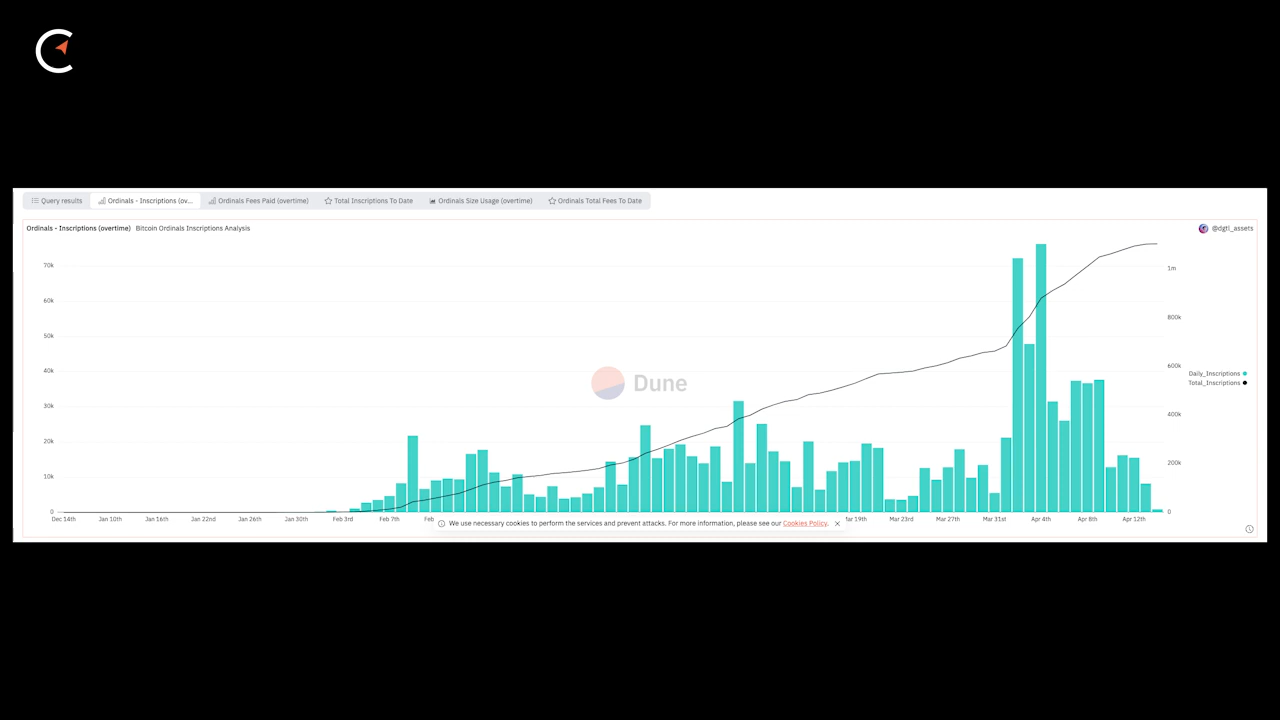 Query results Ordinals - Inscriptions (ov... Ordinals Fees Paid (overtime) Total Inscriptions To Date Ordinals Size Usage (overtime) Ordinals Total Fees To Date
Ordinals - Inscriptions (overtime) Bitcoin Ordinals Inscriptions Analysis @dgtl_assets
70k
60k
50k
40k
30k
20k
10k
0
Dune
1m
800k
600k
400k
200k
0
Daily_Inscriptions
Total_Inscriptions
Dec 14th Jan 10th Jan 16th Jan 22nd Jan 26th Jan 30th Feb 3rd Feb 7th Feb ar 19th Mar 23rd Mar 27th Mar 31st Apr 4th Apr 8th Apr 12th
We use necessary cookies to perform the services and prevent attacks. For more information, please see our Cookies Policy.